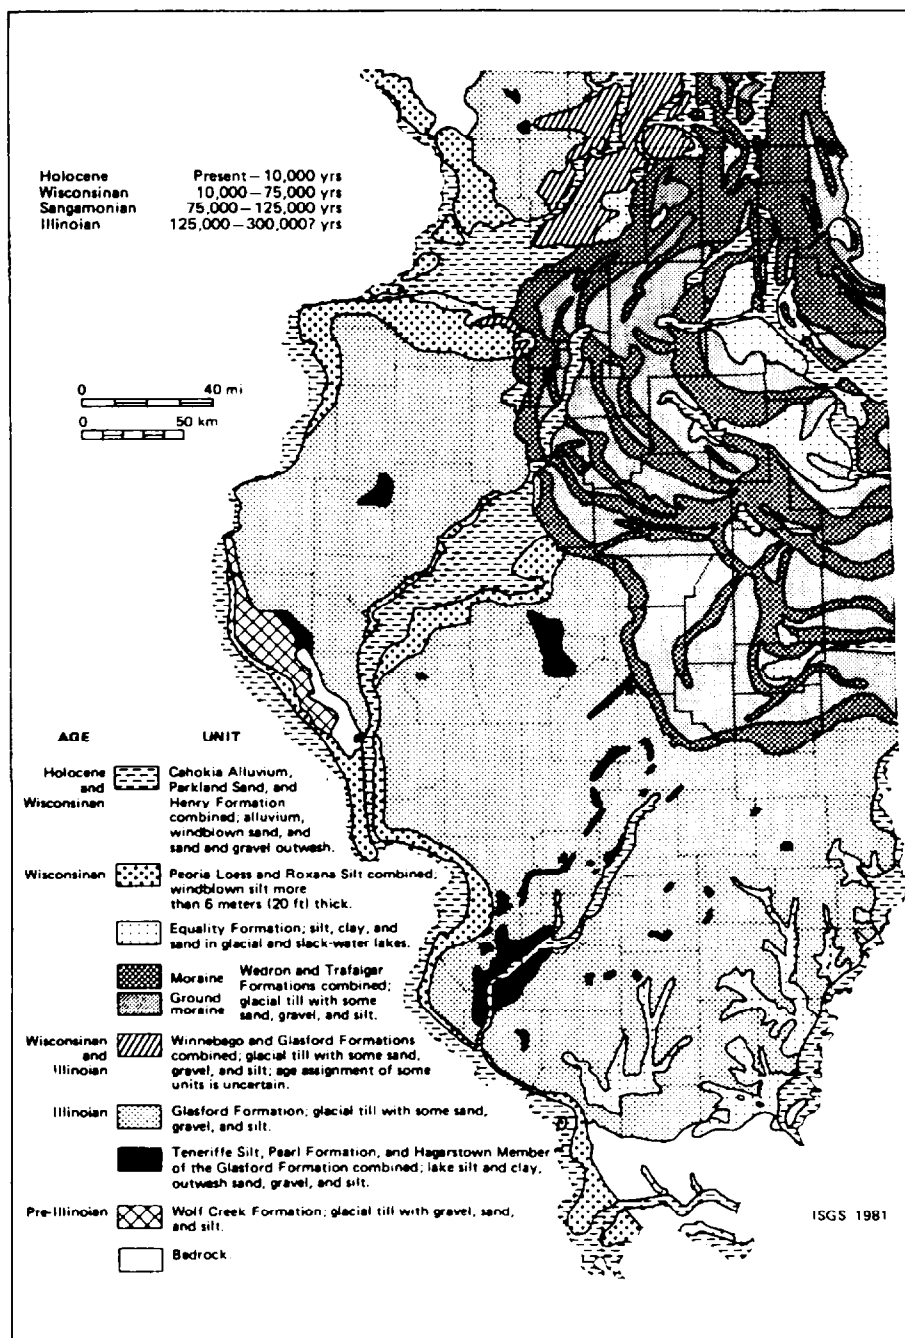 Holocene Present – 10,000 yrs
Wisconsinan 10,000 – 75,000 yrs
Sangamonian 75,000 – 125,000 yrs
Illinoian 125,000 – 300,000? yrs
0 40 mi
0 50 km
AGE UNIT
Holocene and Wisconsinan
Cahokia Alluvium,
Parkland Sand, and
Henry Formation
combined; alluvium,
windblown sand, and
sand and gravel outwash.
Wisconsinan
Peoria Loess and Roxana Silt combined;
windblown silt more
than 6 meters (20 ft) thick.
Equality Formation; silt, clay, and
sand in glacial and slack-water lakes.
Moraine
Ground
moraine
Wedron and Trafalgar
Formations combined;
glacial till with some
sand, gravel, and silt.
Wisconsinan
and
Illinoian
Winnebago and Glasford Formations
combined; glacial till with some sand,
gravel, and silt; age assignment of some
units is uncertain.
Illinoian
Glasford Formation; glacial till with some sand,
gravel, and silt.
Teneriffe Silt, Pearl Formation, and Hagarstown Member
of the Glasford Formation combined; lake silt and clay,
outwash sand, gravel, and silt.
Pre-Illinoian
Wolf Creek Formation; glacial till with gravel, sand,
and silt.
Bedrock.
ISGS 1981